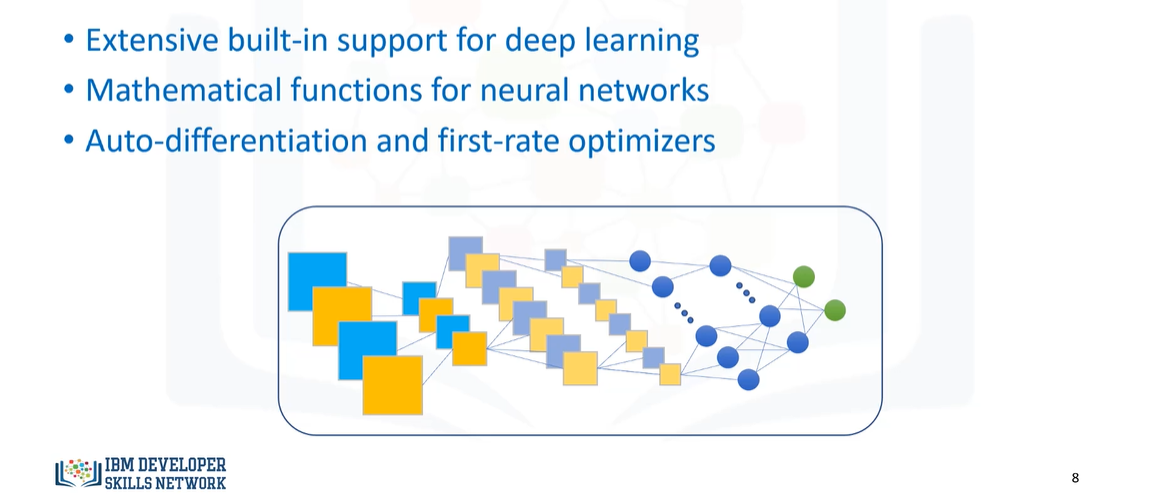 • Extensive built-in support for deep learning
• Mathematical functions for neural networks
• Auto-differentiation and first-rate optimizers
IBM DEVELOPER
SKILLS NETWORK
8